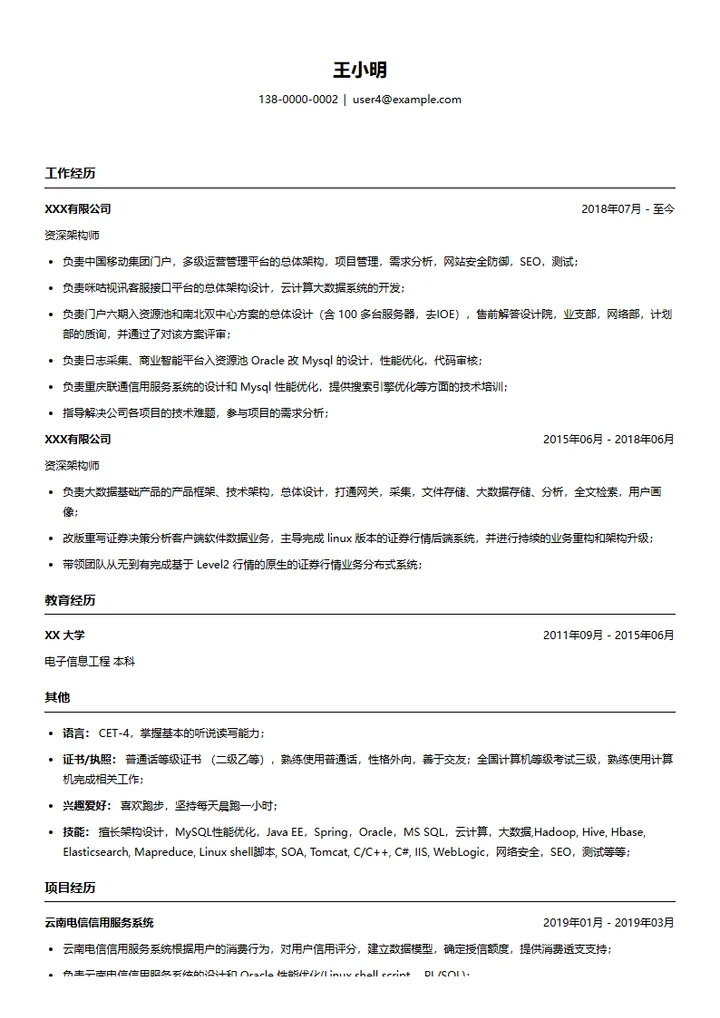 王小明
138-0000-0002 | user4@example.com
工作经历
XXX有限公司 2018年07月 - 至今
资深架构师
• 负责中国移动集团门户，多级运营管理平台的总体架构，项目管理，需求分析，网站安全防御，SEO，测试；
• 负责咪咕视讯客服接口平台的总体架构设计，云计算大数据系统的开发；
• 负责门户六期入资源池和南北双中心方案的总体设计（含 100 多台服务器，去IOE），售前解答设计院，业支部，网络部，计划
部的质询，并通过了对该方案评审；
• 负责日志采集、商业智能平台入资源池 Oracle 改 Mysql 的设计，性能优化，代码审核；
• 负责重庆联通信用服务系统的设计和 Mysql 性能优化，提供搜索引擎优化等方面的技术培训；
• 指导解决公司各项目的技术难题，参与项目的需求分析；
XXX有限公司 2015年06月 - 2018年06月
资深架构师
• 负责大数据基础产品的产品框架、技术架构，总体设计，打通网关，采集，文件存储、大数据存储、分析，全文检索，用户画
像；
• 改版重写证券决策分析客户端软件数据业务，主导完成 linux 版本的证券行情后端系统，并进行持续的业务重构和架构升级；
• 带领团队从无到有完成基于 Level2 行情的原生的证券行情业务分布式系统；
教育经历
XX 大学 2011年09月 - 2015年06月
电子信息工程 本科
其他
• 语言： CET-4，掌握基本的听说读写能力；
• 证书/执照： 普通话等级证书 （二级乙等），熟练使用普通话，性格外向，善于交友；全国计算机等级考试三级，熟练使用计算
机完成相关工作；
• 兴趣爱好： 喜欢跑步，坚持每天晨跑一小时；
• 技能： 擅长架构设计，MySQL性能优化，Java EE，Spring，Oracle，MS SQL，云计算，大数据,Hadoop, Hive, Hbase,
Elasticsearch, Mapreduce, Linux shell脚本, SOA, Tomcat, C/C++, C#, IIS, WebLogic，网络安全，SEO，测试等等；
项目经历
云南电信信用服务系统 2019年01月 - 2019年03月
• 云南电信信用服务系统根据用户的消费行为，对用户信用评分，建立数据模型，确定授信额度，提供消费透支支持；
• 负责云南电信信用服务系统的设计和 Oracle 性能优化(Linux shell script, PL/SQL)；